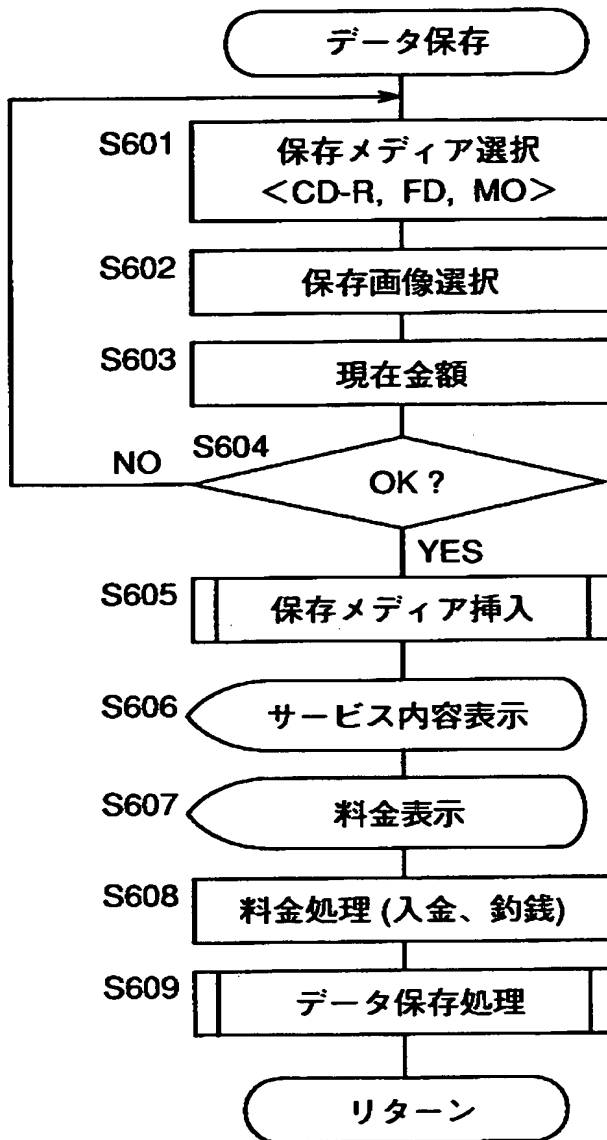 データ保存
S601
保存メディア選択
<CD-R, FD, MO>
S602
保存画像選択
S603
現在金額
S604
NO
OK ?
YES
S605
保存メディア挿入
S606
サービス内容表示
S607
料金表示
S608
料金処理 (入金、釣銭)
S609
データ保存処理
リターン